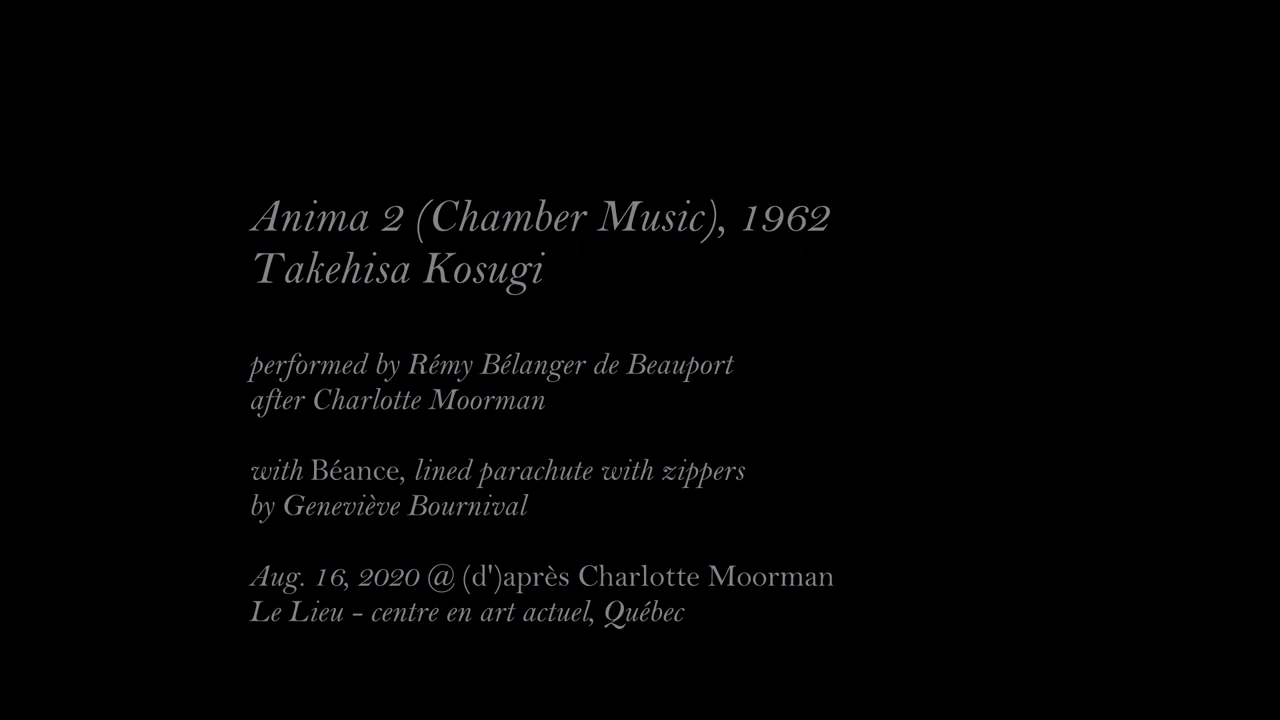 Anima 2 (Chamber Music), 1962
Takehisa Kosugi
performed by Rémy Bélanger de Beauport
after Charlotte Moorman
with Béance, lined parachute with zippers
by Geneviève Bournival
Aug. 16, 2020 @ (d')après Charlotte Moorman
Le Lieu - centre en art actuel, Québec